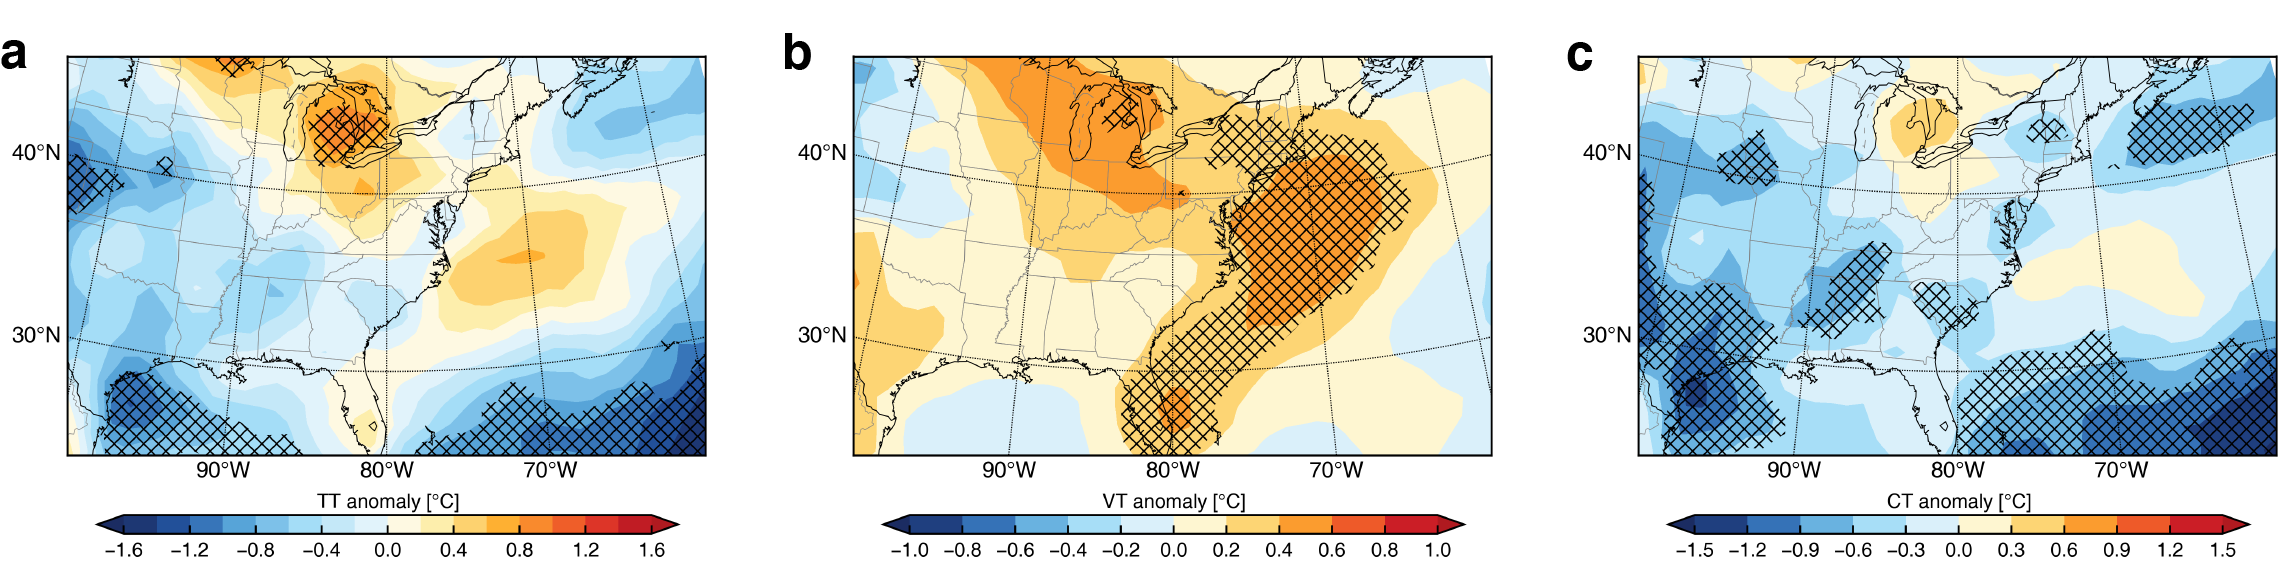 a
b
c
40°N
30°N
90°W 80°W 70°W
TT anomaly [°C]
−1.6 −1.2 −0.8 −0.4 0.0 0.4 0.8 1.2 1.6
40°N
30°N
90°W 80°W 70°W
VT anomaly [°C]
−1.0 −0.8 −0.6 −0.4 −0.2 0.0 0.2 0.4 0.6 0.8 1.0
40°N
30°N
90°W 80°W 70°W
CT anomaly [°C]
−1.5 −1.2 −0.9 −0.6 −0.3 0.0 0.3 0.6 0.9 1.2 1.5